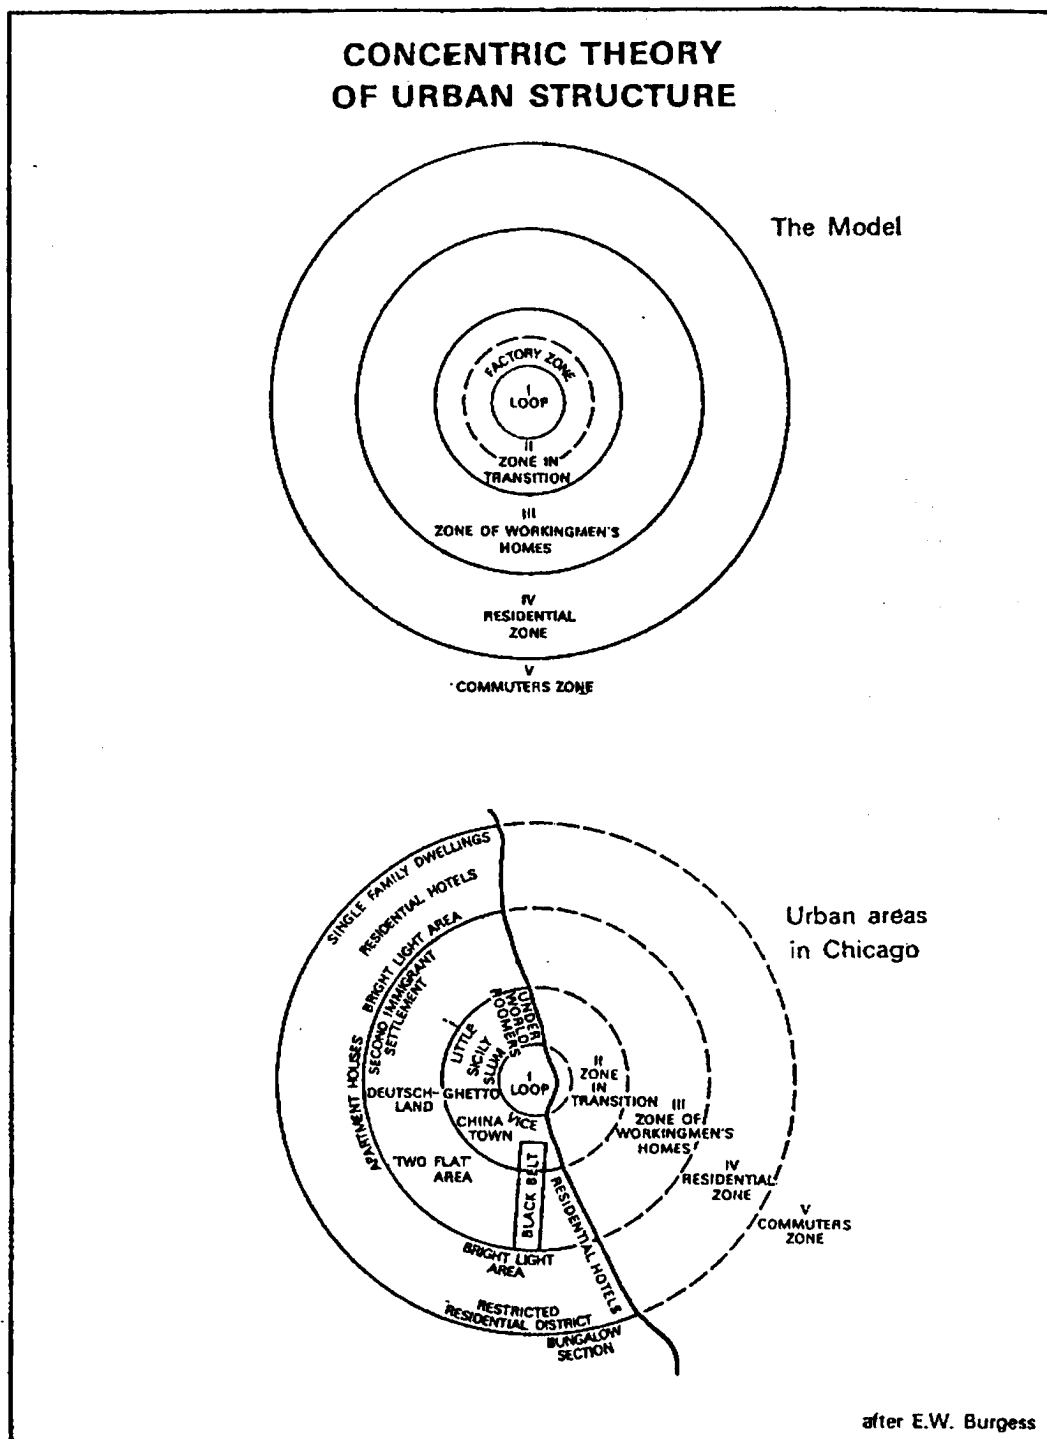 CONCENTRIC THEORY
OF URBAN STRUCTURE
The Model
FACTORY ZONE
I
LOOP
II
ZONE IN
TRANSITION
III
ZONE OF WORKINGMEN'S
HOMES
IV
RESIDENTIAL
ZONE
V
COMMUTERS ZONE
Urban areas
in Chicago
SINGLE FAMILY DWELLINGS
RESIDENTIAL HOTELS
BRIGHT LIGHT AREA
SECOND IMMIGRANT
SETTLEMENT
APARTMENT HOUSES
LITTLE
SICILY
SLUM
UNDER
WORLD
ROOMERS
I
LOOP
DEUTSCH-
LAND
GHETTO
CHINA
TOWN
VICE
'TWO FLAT'
AREA
BLACK BELT
BRIGHT LIGHT
AREA
RESIDENTIAL HOTELS
RESTRICTED
RESIDENTIAL DISTRICT
BUNGALOW
SECTION
II
ZONE
IN
TRANSITION
III
ZONE OF
WORKINGMEN'S
HOMES
IV
RESIDENTIAL
ZONE
V
COMMUTERS
ZONE
after E.W. Burgess